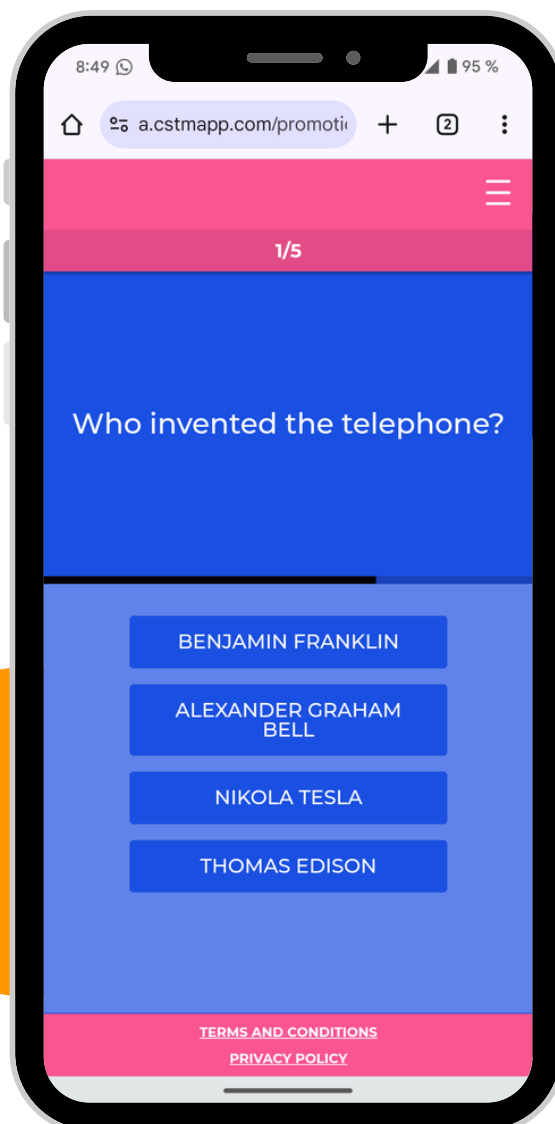 8:49
95 %
a.cstmapp.com/promoti
2
1/5
Who invented the telephone?
BENJAMIN FRANKLIN
ALEXANDER GRAHAM
BELL
NIKOLA TESLA
THOMAS EDISON
TERMS AND CONDITIONS
PRIVACY POLICY